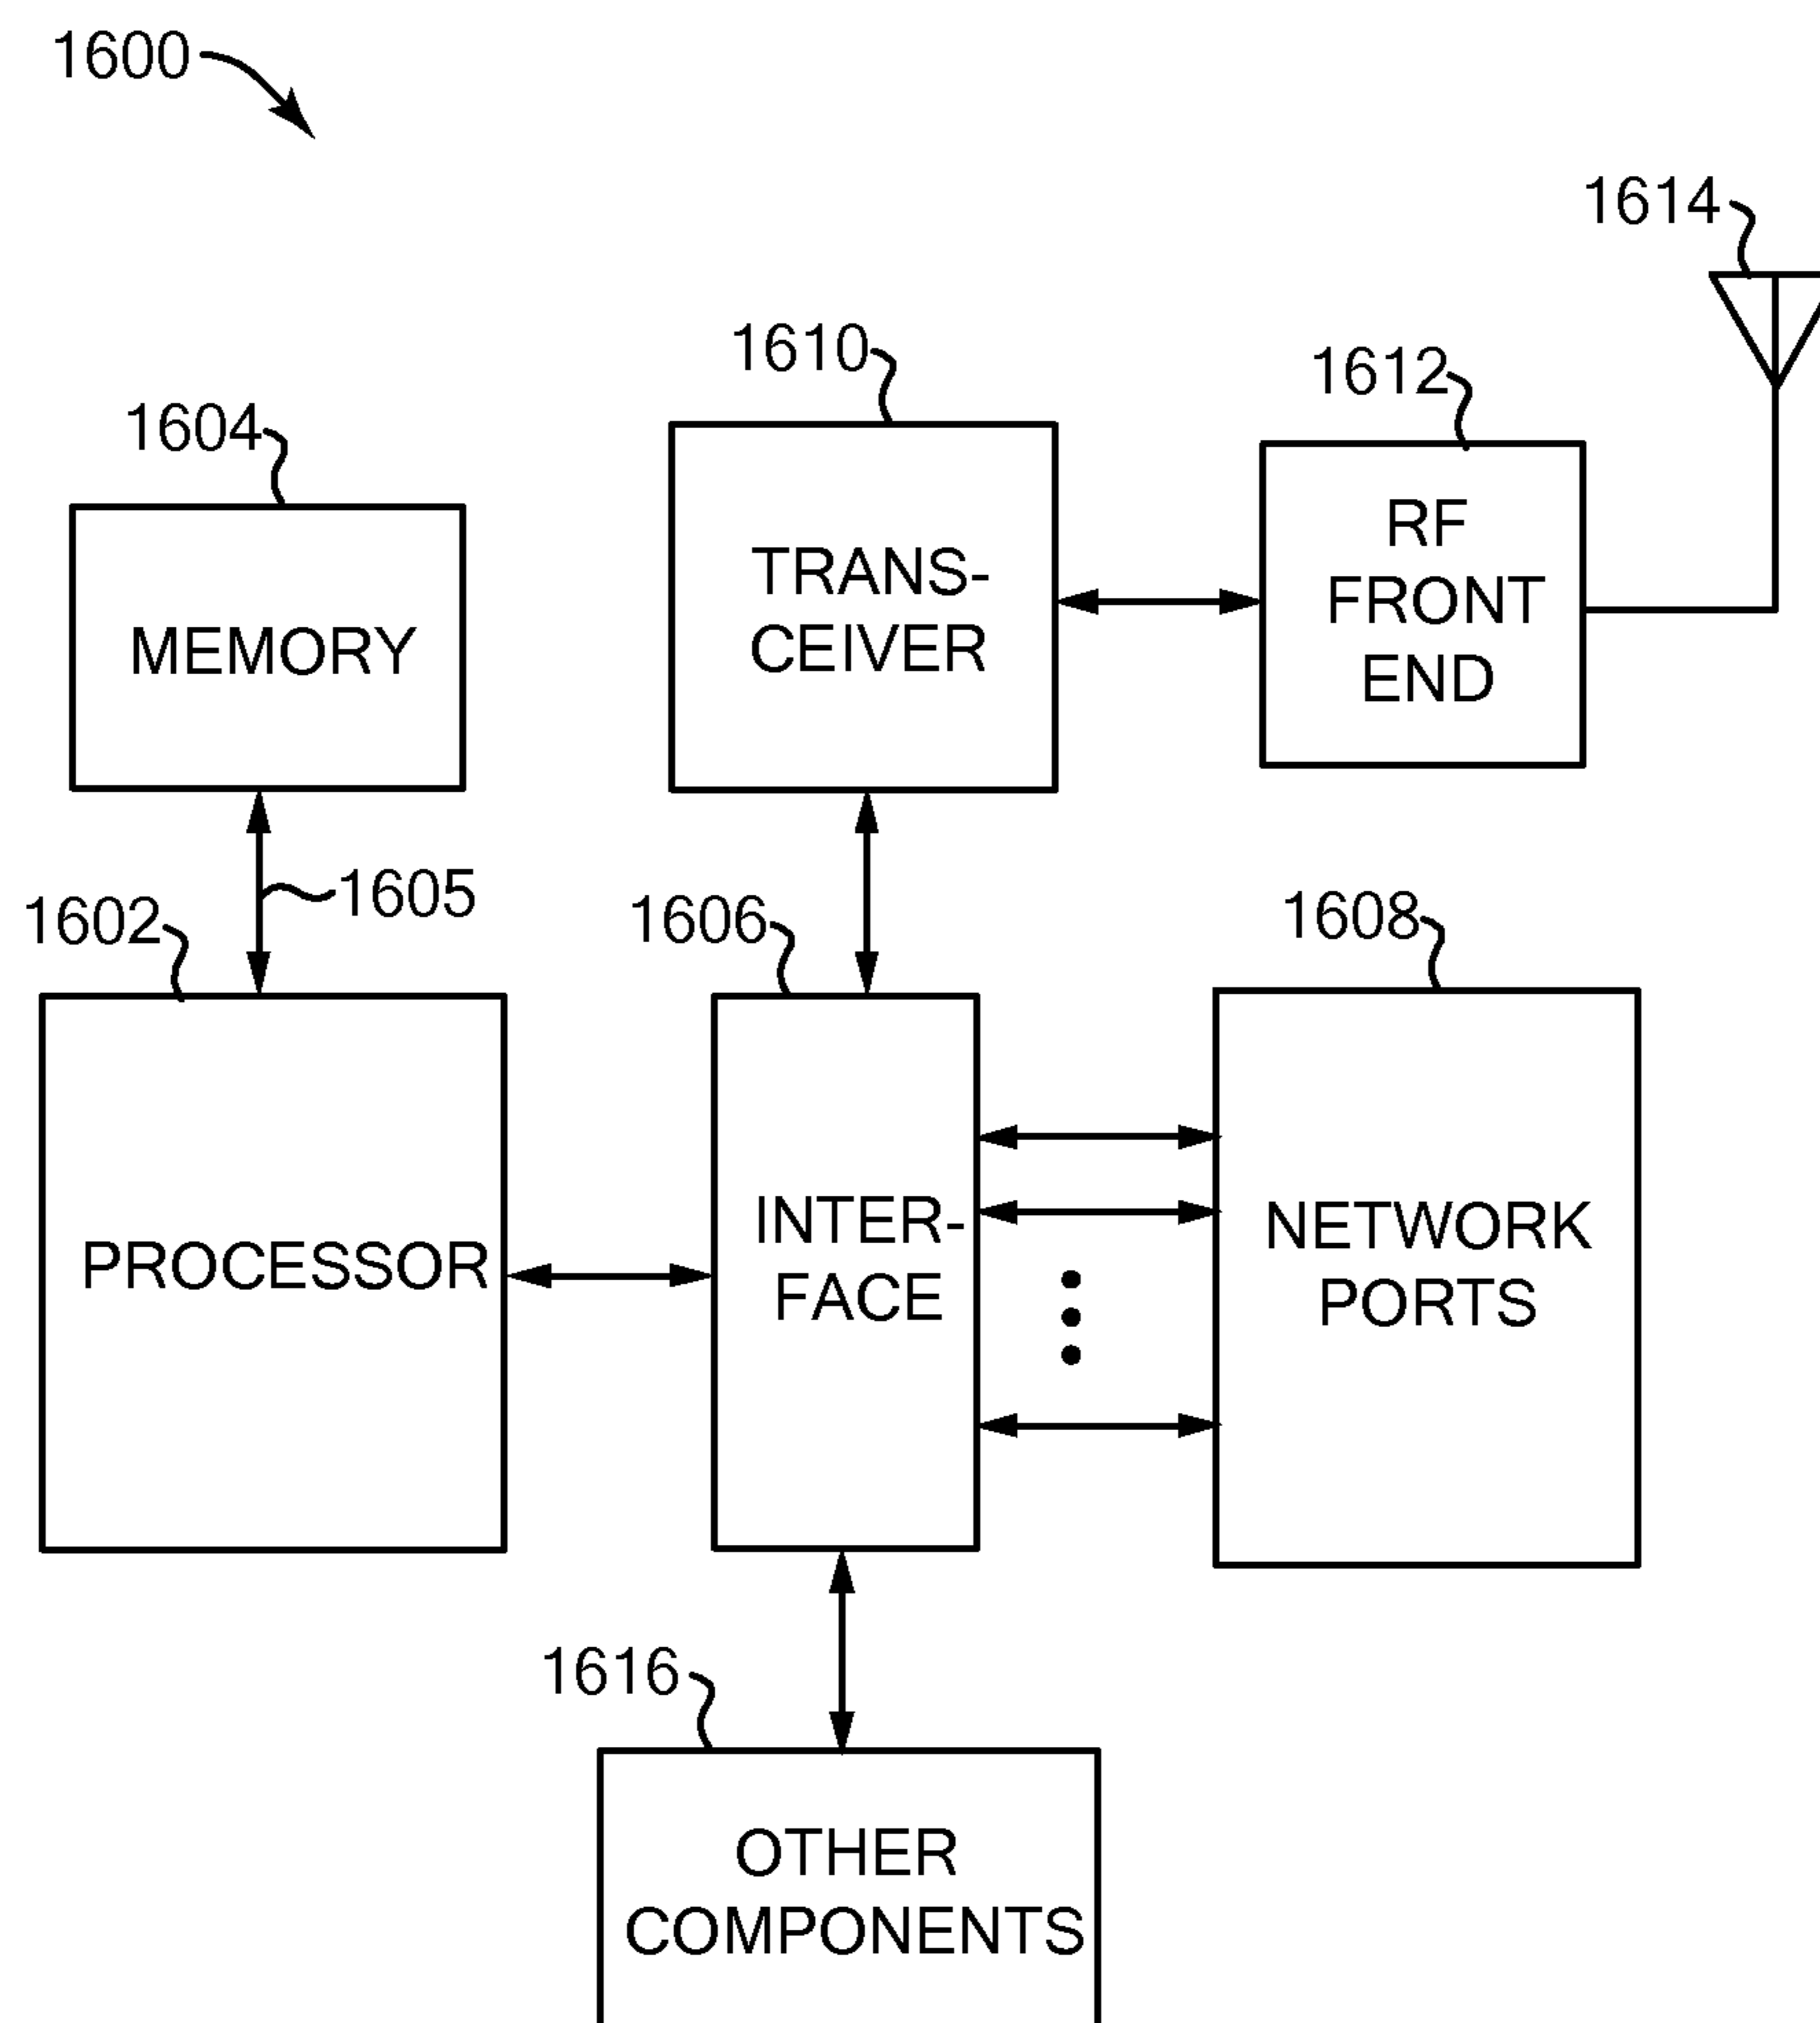 1600
1614
1610
1612
1604
TRANS-
CEIVER
RF
FRONT
END
MEMORY
1605
1602
1606
1608
PROCESSOR
INTER-
FACE
NETWORK
PORTS
1616
OTHER
COMPONENTS